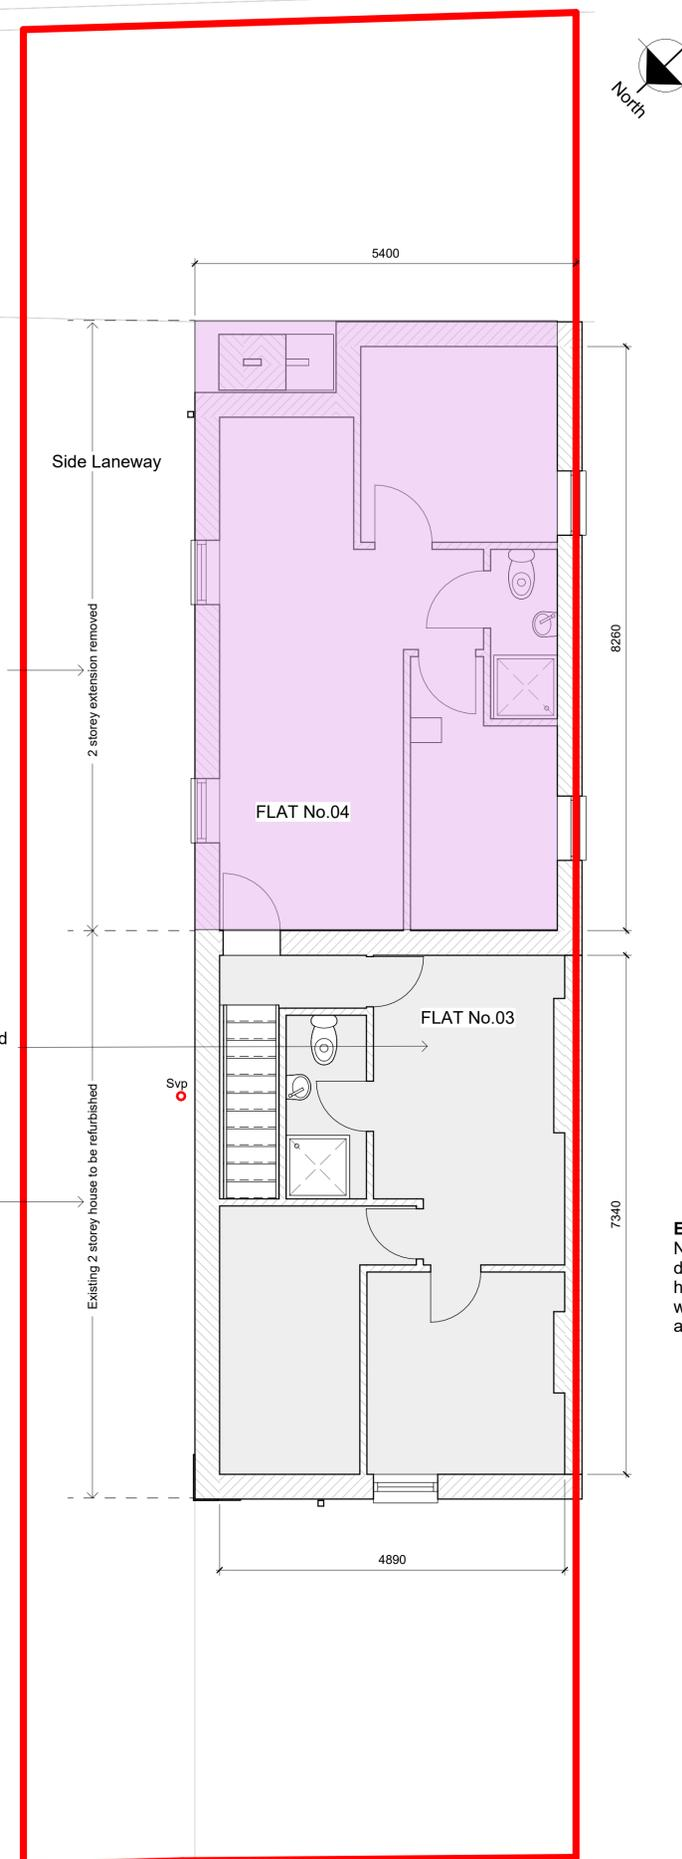 North
5400
Side Laneway
2 storey extension removed
8260
FLAT No.04
FLAT No.03
d
Svp
Existing 2 storey house to be refurbished
7340
E
N
d
h
w
a
4890